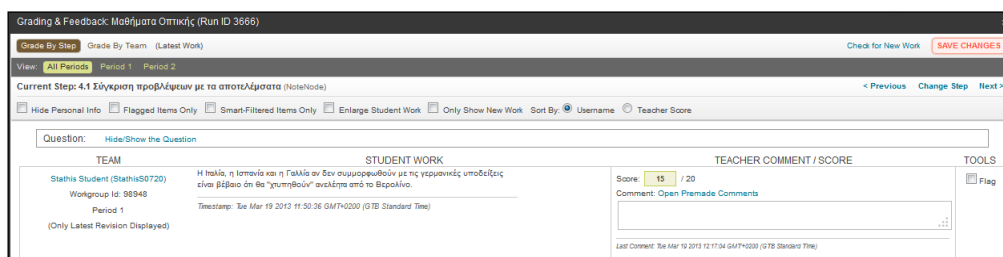 Grading & Feedback: Μαθήματα Οπτικής (Run ID 3666)
Grade By Step Grade By Team (Latest Work) Check for New Work SAVE CHANGES
View: All Periods Period 1 Period 2
Current Step: 4.1 Σύγκριση προβλέψεων με τα αποτελέσματα (NoteNode) < Previous Change Step Next >
Hide Personal Info Flagged Items Only Smart-Filtered Items Only Enlarge Student Work Only Show New Work Sort By: Username Teacher Score
Question: Hide/Show the Question
TEAM STUDENT WORK TEACHER COMMENT / SCORE TOOLS
Stathis Student (StathisS0720) Η Ιταλία, η Ισπανία και η Γαλλία αν δεν συμμορφωθούν με τις γερμανικές υποδείξεις Score: 15 / 20 Flag
είναι βέβαιο ότι θα "χτυπηθούν" ανελέητα από το Βερολίνο.
Workgroup Id: 98948 Comment: Open Premade Comments
Period 1 Timestamp: Tue Mar 19 2013 11:50:36 GMT+0200 (GTB Standard Time)
(Only Latest Revision Displayed)
Last Comment: Tue Mar 19 2013 12:17:04 GMT+0200 (GTB Standard Time)